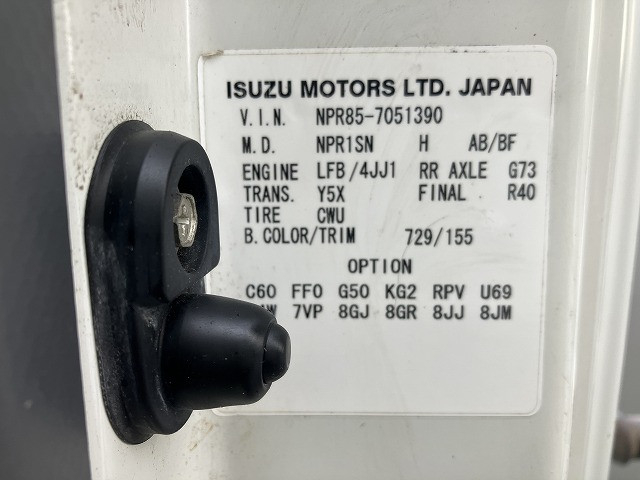 ISUZU MOTORS LTD. JAPAN
V.I.N. NPR85-7051390
M.D. NPR1SN H AB/BF
ENGINE LFB/4JJ1 RR AXLE G73
TRANS. Y5X FINAL R40
TIRE CWU
B.COLOR/TRIM 729/155
OPTION
C60 FF0 G50 KG2 RPV U69
7VP 8GJ 8GR 8JJ 8JM